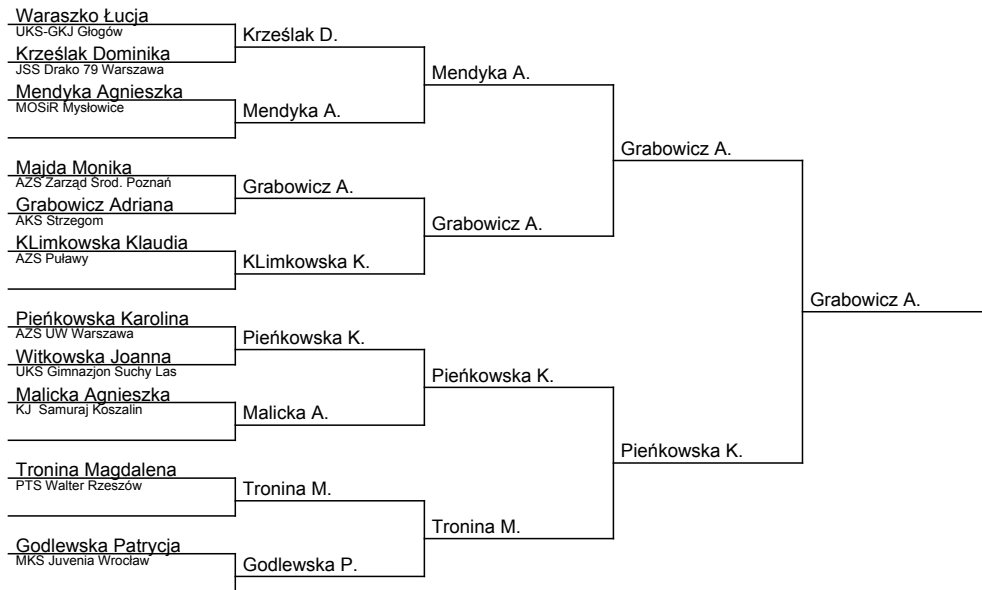 Waraszko Łucja
UKS-GKJ Głogów
Krześlak D.
Krześlak Dominika
JSS Drako 79 Warszawa
Mendyka A.
Mendyka Agnieszka
MOSiR Mysłowice
Mendyka A.
Grabowicz A.
Majda Monika
AZS Zarząd Środ. Poznań
Grabowicz A.
Grabowicz Adriana
AKS Strzegom
Grabowicz A.
KLimkowska Klaudia
AZS Puławy
KLimkowska K.
Grabowicz A.
Pieńkowska Karolina
AZS UW Warszawa
Pieńkowska K.
Witkowska Joanna
UKS Gimnazjon Suchy Las
Pieńkowska K.
Malicka Agnieszka
KJ  Samuraj Koszalin
Malicka A.
Pieńkowska K.
Tronina Magdalena
PTS Walter Rzeszów
Tronina M.
Tronina M.
Godlewska Patrycja
MKS Juvenia Wrocław
Godlewska P.